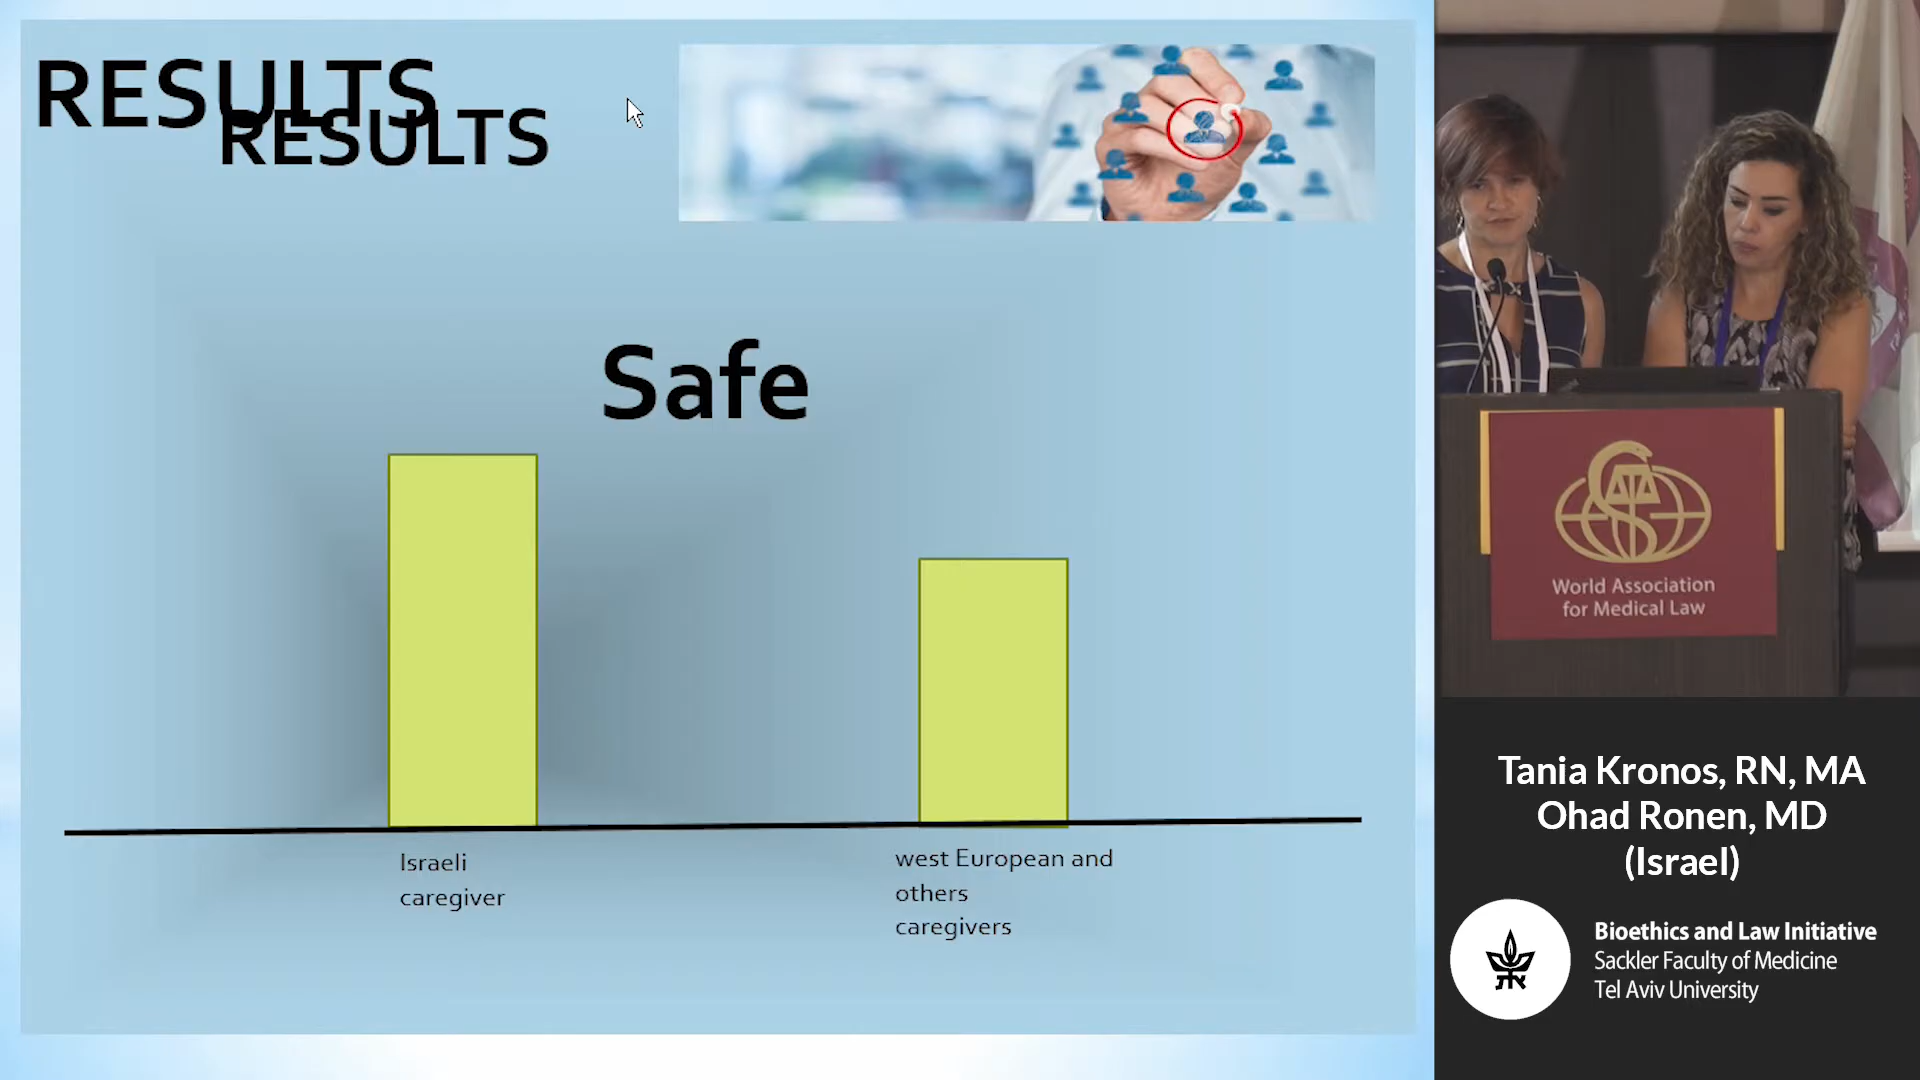 RESULTS
RESULTS
Safe
Israeli
caregiver
west European and
others
caregivers
World Association
for Medical Law
Tania Kronos, RN, MA
Ohad Ronen, MD
(Israel)
Bioethics and Law Initiative
Sackler Faculty of Medicine
Tel Aviv University